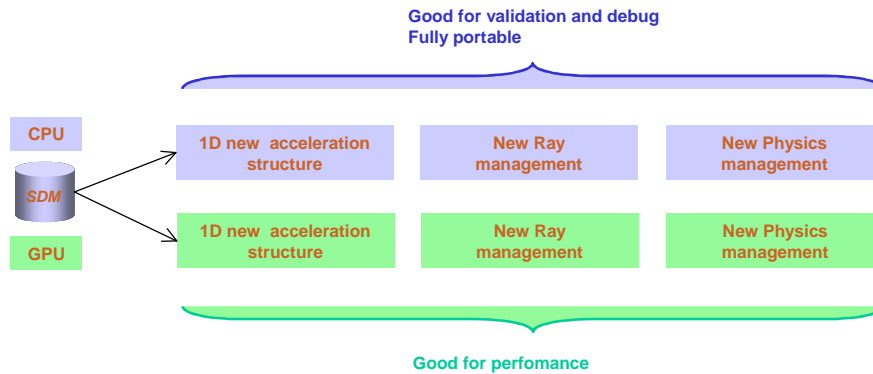 Good for validation and debug
Fully portable
CPU
1D new acceleration
structure
New Ray
management
New Physics
management
SDM
GPU
1D new acceleration
structure
New Ray
management
New Physics
management
Good for perfomance